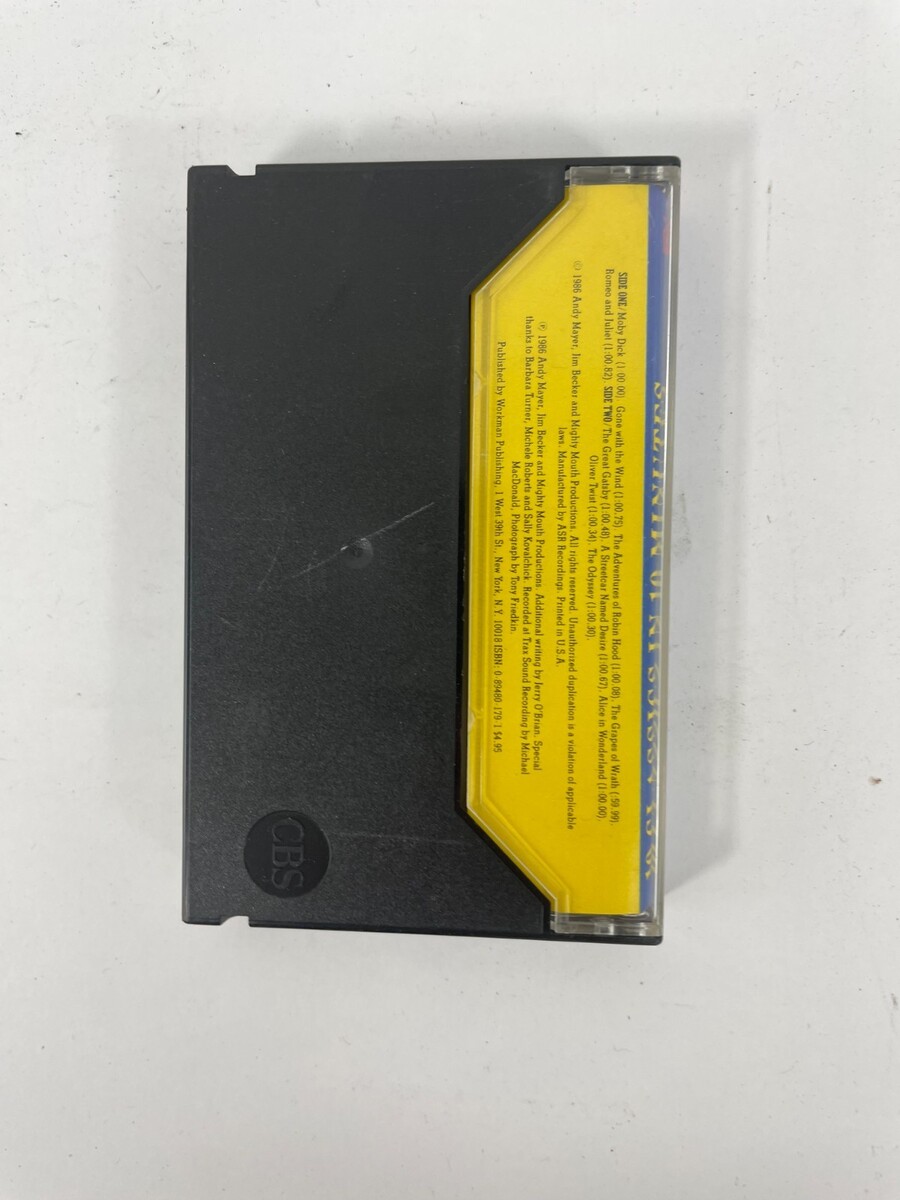 SIDE ONE/Moby Dick (1:00.00). Gone with the Wind (1:00.75). The Adventures of Robin Hood (1:00.08). The Grapes of Wrath (:59.99).
Romeo and Juliet (1:00.82). SIDE TWO/The Great Gatsby (1:00.48). A Streetcar Named Desire (1:00.67). Alice in Wonderland (1:00.00).
Oliver Twist (1:00.34). The Odyssey (1:00.30).
© 1986 Andy Mayer, Jim Becker and Mighty Mouth Productions. All rights reserved. Unauthorized duplication is a violation of applicable
laws. Manufactured by ASR Recordings. Printed in U.S.A.
℗ 1986 Andy Mayer, Jim Becker and Mighty Mouth Productions. Additional writing by Jerry O'Brian. Special
thanks to Barbara Turner, Michele Roberts and Sally Kovalchick. Recorded at Trax Sound Recording by Michael
MacDonald. Photograph by Tony Friedkin.
Published by Workman Publishing, 1 West 39th St., New York, N.Y. 10018 ISBN: 0-89480-179-1 $4.95
CBS